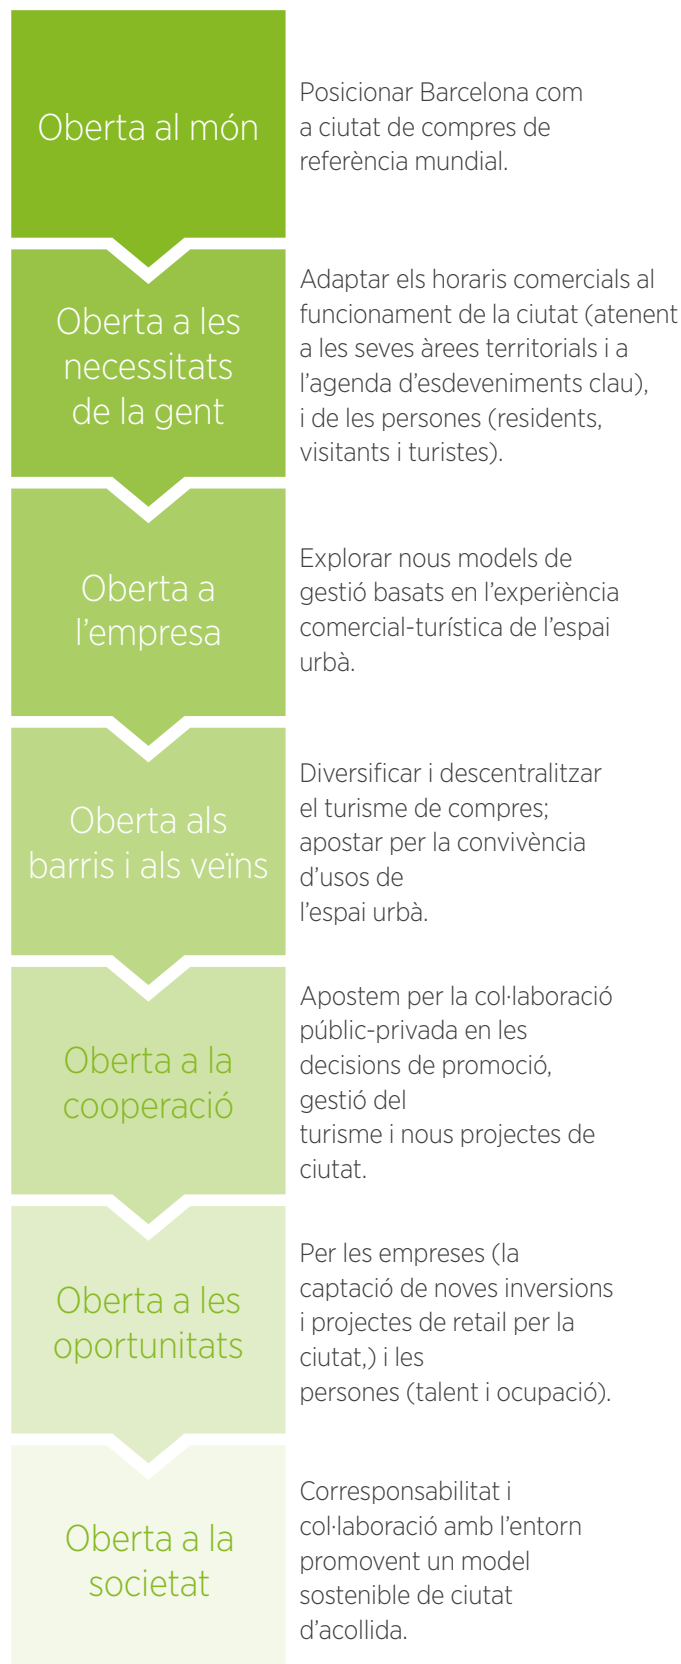 Oberta al món
Posicionar Barcelona com
a ciutat de compres de
referència mundial.
Oberta a les
necessitats
de la gent
Adaptar els horaris comercials al
funcionament de la ciutat (atenent
a les seves àrees territorials i a
l’agenda d’esdeveniments clau),
i de les persones (residents,
visitants i turistes).
Oberta a
l’empresa
Explorar nous models de
gestió basats en l’experiència
comercial-turística de l’espai
urbà.
Oberta als
barris i als veïns
Diversificar i descentralitzar
el turisme de compres;
apostar per la convivència
d’usos de
l’espai urbà.
Oberta a la
cooperació
Apostem per la col·laboració
públic-privada en les
decisions de promoció,
gestió del
turisme i nous projectes de
ciutat.
Oberta a les
oportunitats
Per les empreses (la
captació de noves inversions
i projectes de retail per la
ciutat,) i les
persones (talent i ocupació).
Oberta a la
societat
Corresponsabilitat i
col·laboració amb l’entorn
promovent un model
sostenible de ciutat
d’acollida.